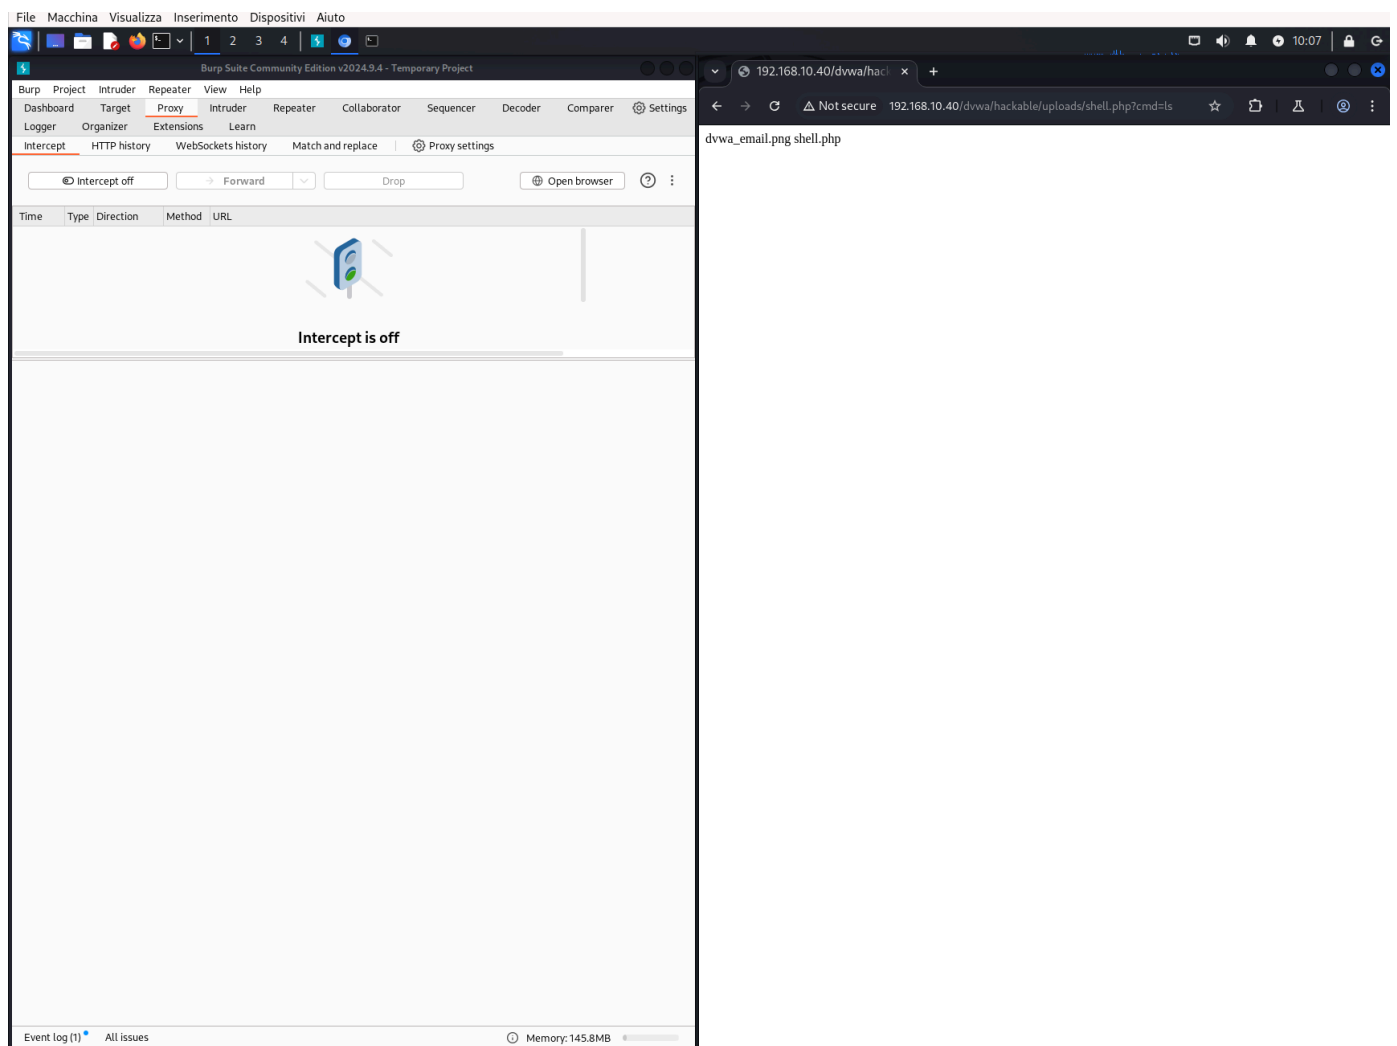 File Macchina Visualizza Inserimento Dispositivi Aiuto
1 2 3 4 10:07
Burp Suite Community Edition v2024.9.4 - Temporary Project
Burp Project Intruder Repeater View Help
Dashboard Target Proxy Intruder Repeater Collaborator Sequencer Decoder Comparer Settings
Logger Organizer Extensions Learn
Intercept HTTP history WebSockets history Match and replace Proxy settings
Intercept off Forward Drop Open browser
Time Type Direction Method URL
Intercept is off
Event log (1) All issues Memory: 145.8MB
192.168.10.40/dvwa/hac
Not secure 192.168.10.40/dvwa/hackable/uploads/shell.php?cmd=ls
dvwa_email.png shell.php